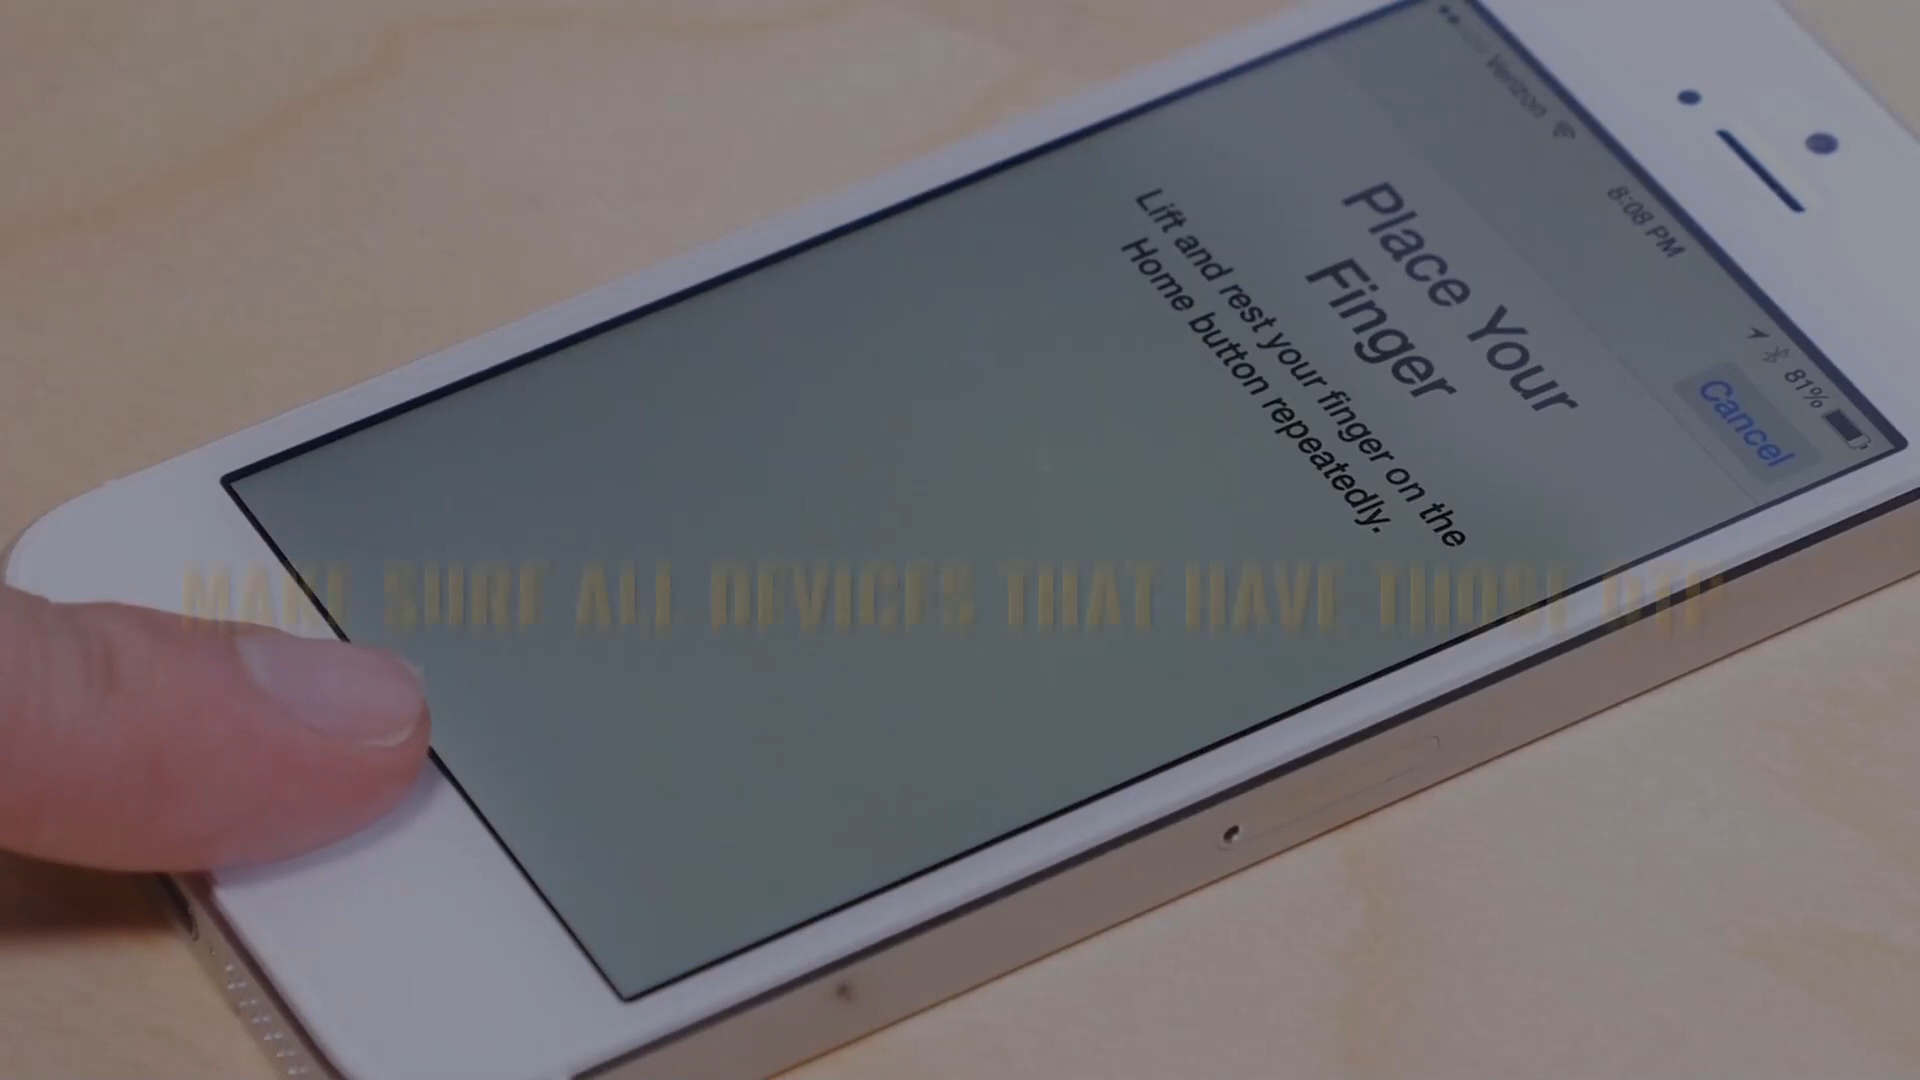 Verizon 8:08 PM 81%
Cancel
Place Your
Finger
Lift and rest your finger on the
Home button repeatedly.
MAKE SURE ALL DEVICES THAT HAVE THOSE